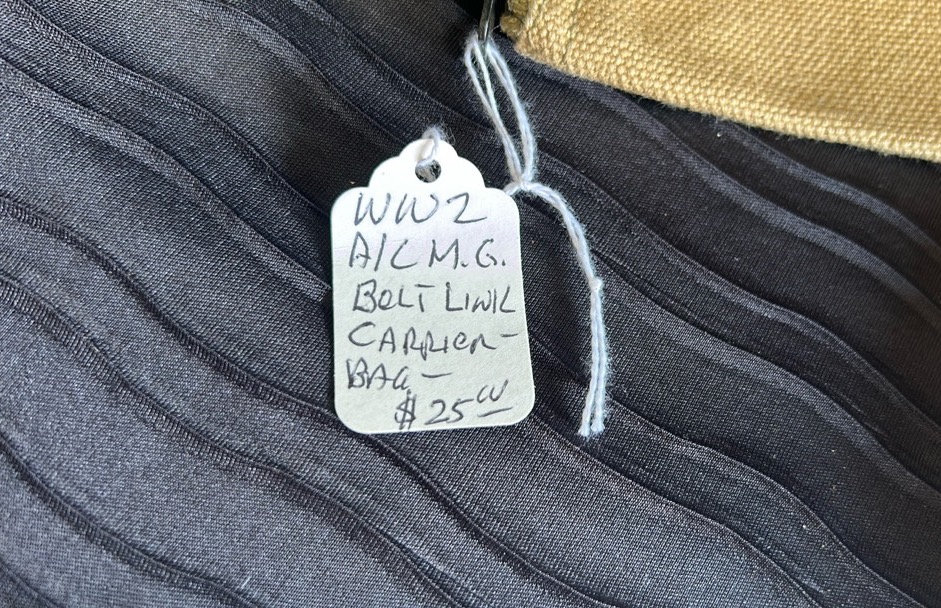 WW2
A/C M.G.
BELT LINK
CARRIER-
BAG-
$25.00